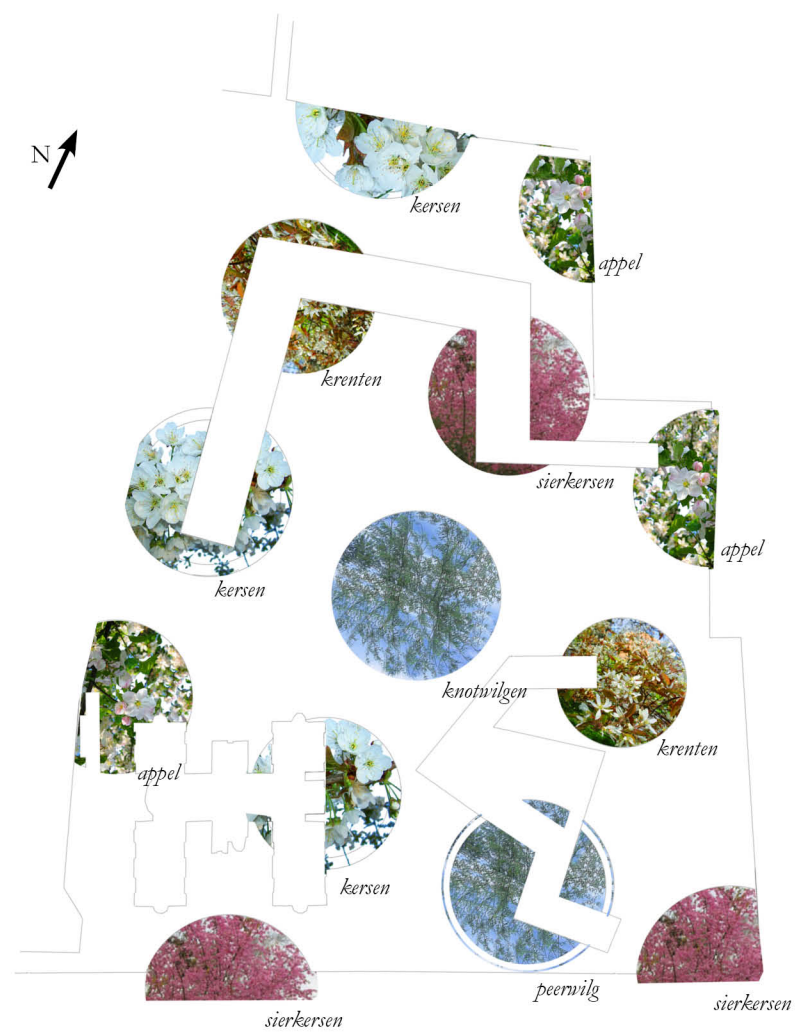 N
kersen
appel
krenten
sierkersen
appel
kersen
knotwilgen
krenten
appel
kersen
peerwilg
sierkersen
sierkersen